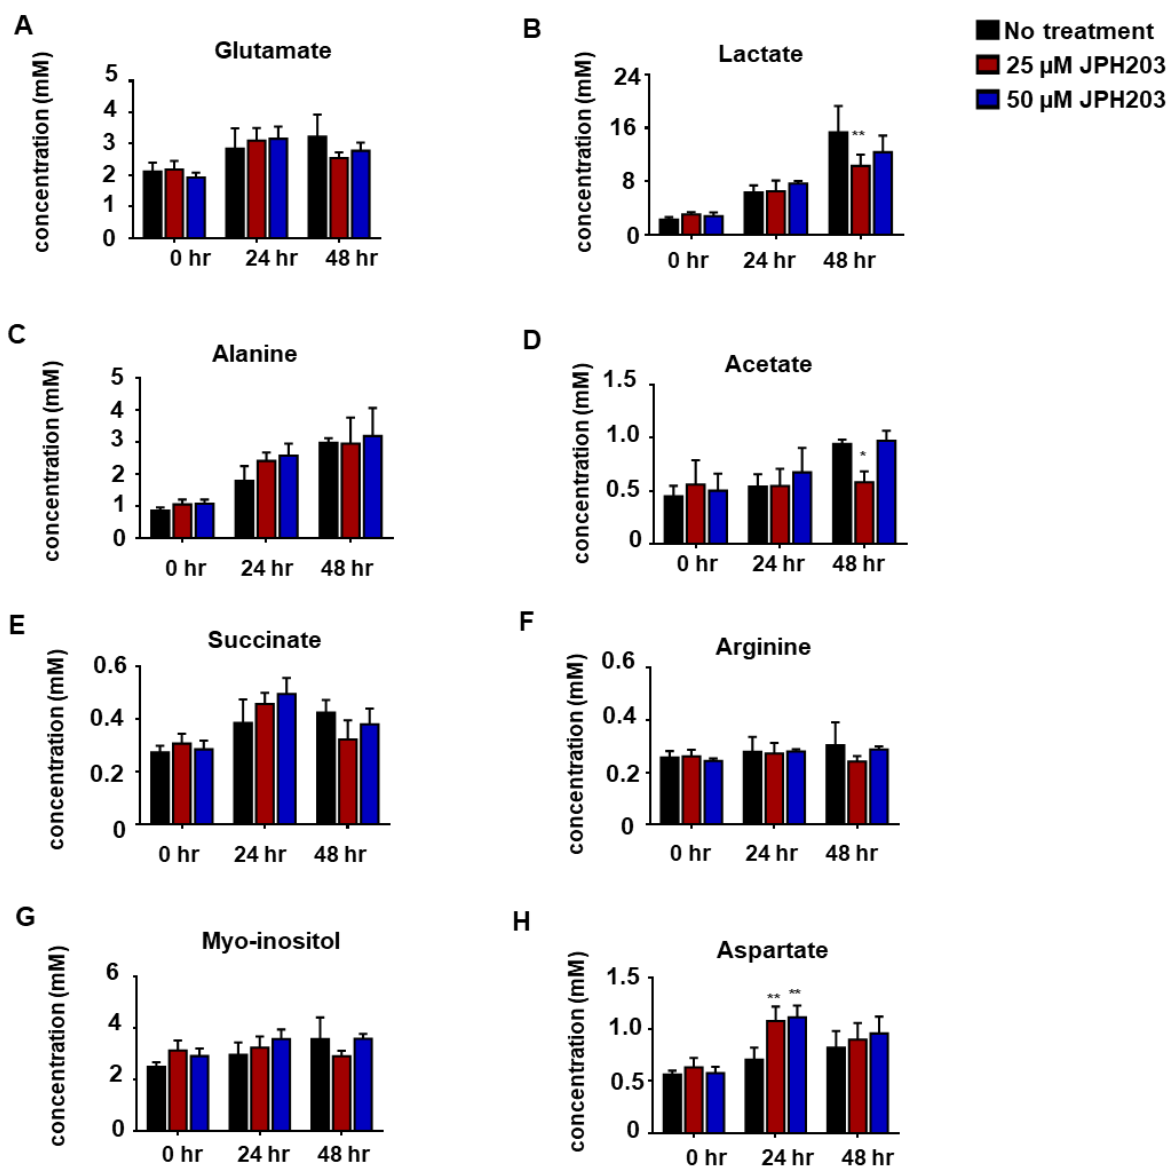 A
Glutamate
concentration (mM)
5
4
3
2
1
0
0 hr 24 hr 48 hr
B
Lactate
concentration (mM)
24
16
8
0
**
0 hr 24 hr 48 hr
No treatment
25 µM JPH203
50 µM JPH203
C
Alanine
concentration (mM)
5
4
3
2
1
0
0 hr 24 hr 48 hr
D
Acetate
concentration (mM)
1.5
1.0
0.5
0
*
0 hr 24 hr 48 hr
E
Succinate
concentration (mM)
0.6
0.4
0.2
0
0 hr 24 hr 48 hr
F
Arginine
concentration (mM)
0.6
0.4
0.2
0
0 hr 24 hr 48 hr
G
Myo-inositol
concentration (mM)
6
4
2
0
0 hr 24 hr 48 hr
H
Aspartate
concentration (mM)
1.5
1.0
0.5
0
** **
0 hr 24 hr 48 hr